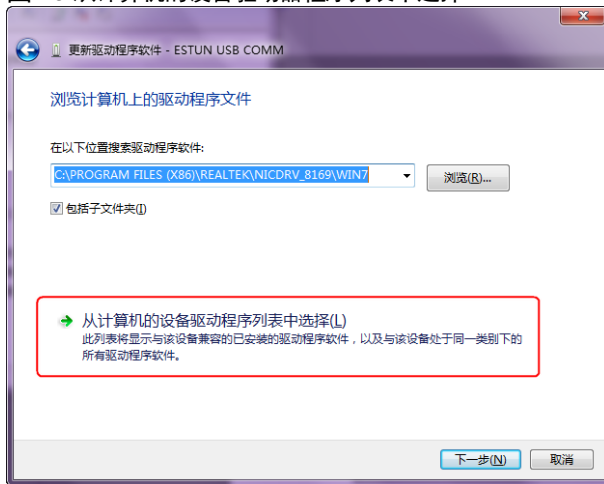 更新驱动程序软件 - ESTUN USB COMM
浏览计算机上的驱动程序文件
在以下位置搜索驱动程序软件:
C:\PROGRAM FILES (X86)\REALTEK\NICDRV_8169\WIN7
浏览(R)...
包括子文件夹(I)
从计算机的设备驱动程序列表中选择(L)
此列表将显示与该设备兼容的已安装的驱动程序软件，以及与该设备处于同一类别下的
所有驱动程序软件。
下一步(N)
取消